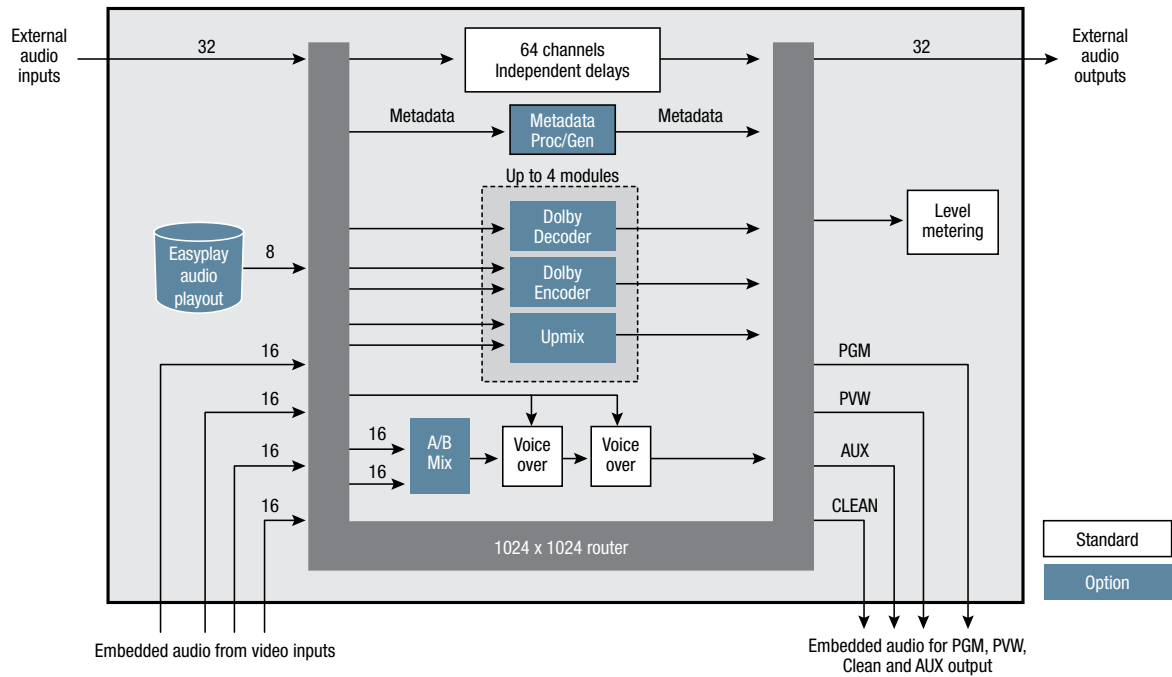 External
audio
inputs
32
64 channels
Independent delays
32
External
audio
outputs
Metadata
Metadata
Proc/Gen
Metadata
Up to 4 modules
Dolby
Decoder
Dolby
Encoder
Upmix
Level
metering
Easyplay
audio
playout
8
16
16
16
16
16
16
A/B
Mix
Voice
over
Voice
over
PGM
PVW
AUX
CLEAN
1024 x 1024 router
Standard
Option
Embedded audio from video inputs
Embedded audio for PGM, PVW,
Clean and AUX output